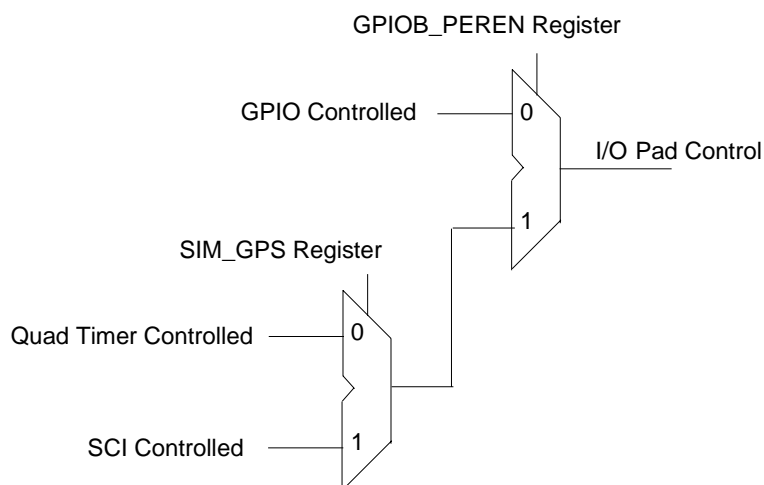 GPIOB_PEREN Register
GPIO Controlled
0
I/O Pad Control
1
SIM_GPS Register
Quad Timer Controlled
0
SCI Controlled
1